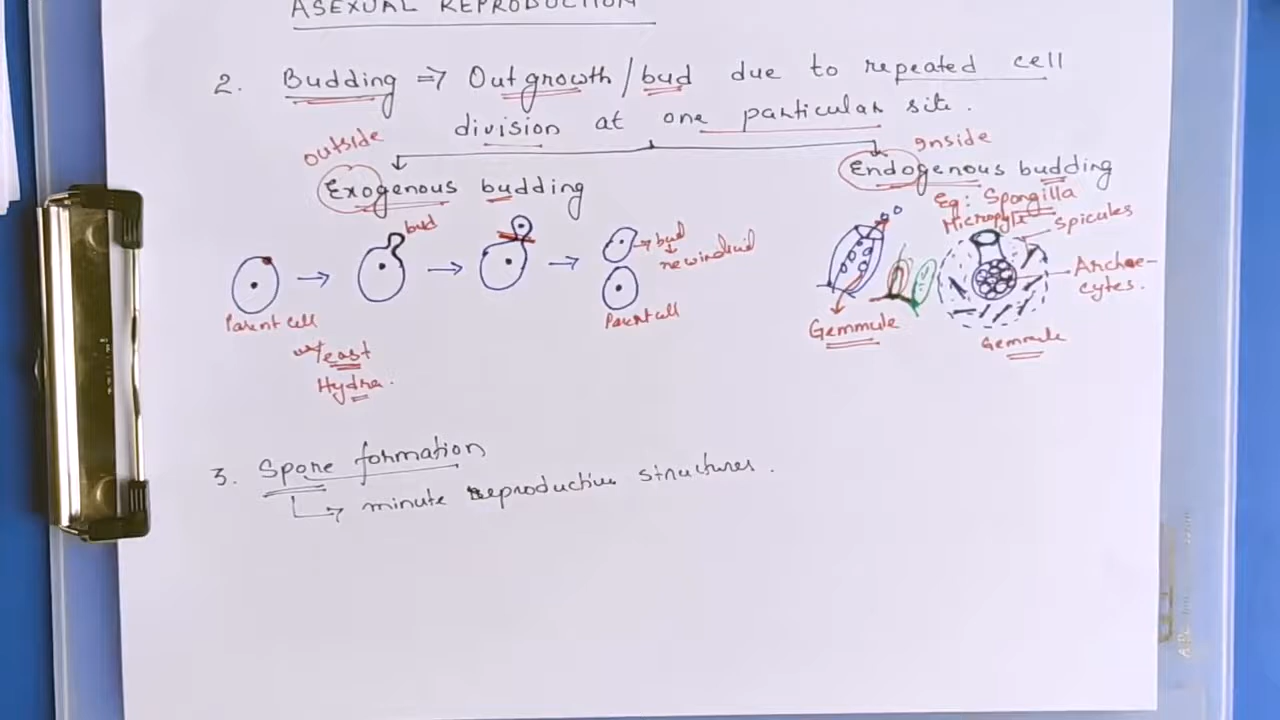 ASEXUAL REPRODUCTION
2. Budding => Outgrowth/bud due to repeated cell
division at one particular site.
outside
Inside
Exogenous budding
Endogenous budding
Eg: Spongilla
bud
Micropyle
Spicules
→ bud
↓
new individual
Archae-
cytes.
Parent cell
Parent cell
Gemmule
Gemmule
yeast
Hydra.
3. Spore formation
→ minute reproductive structures.